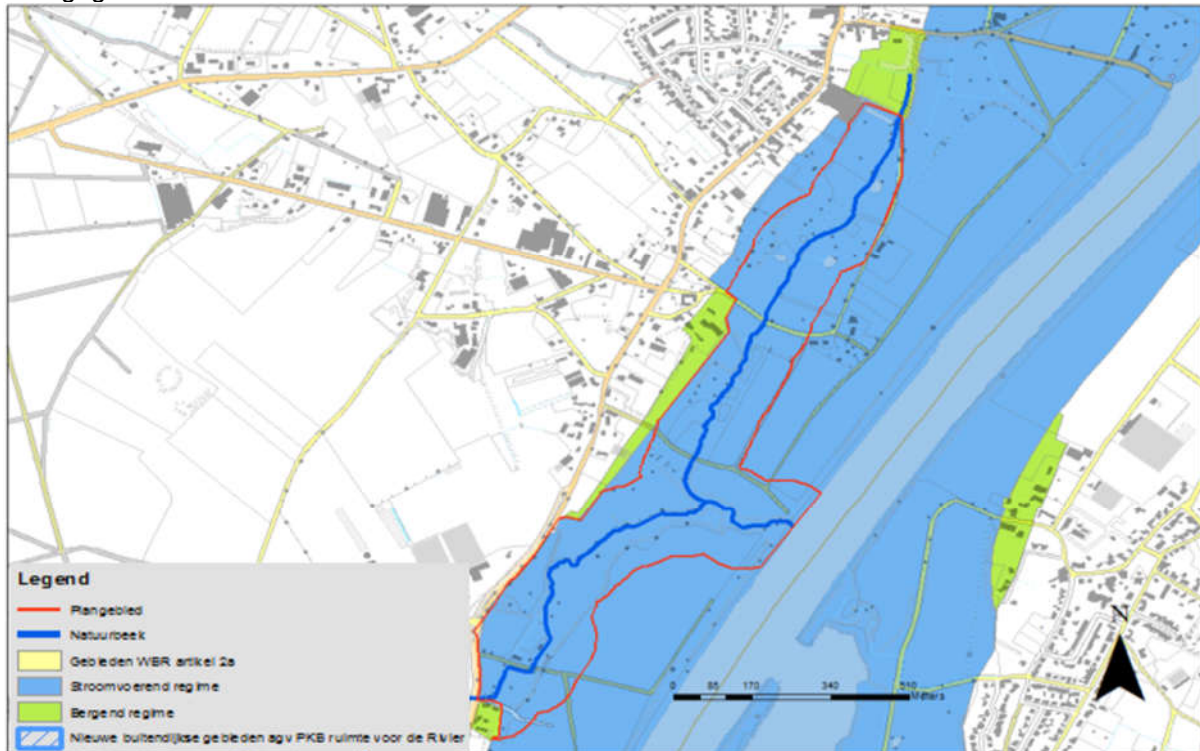 Legend
Plangebied
Natuurbeek
Gebieden WBR artikel 2a
Stroomvoerend regime
Bergend regime
Nieuwe buitendijkse gebieden agv PKB ruimte voor de Rivier
N
0 85 170 340 510
Meters